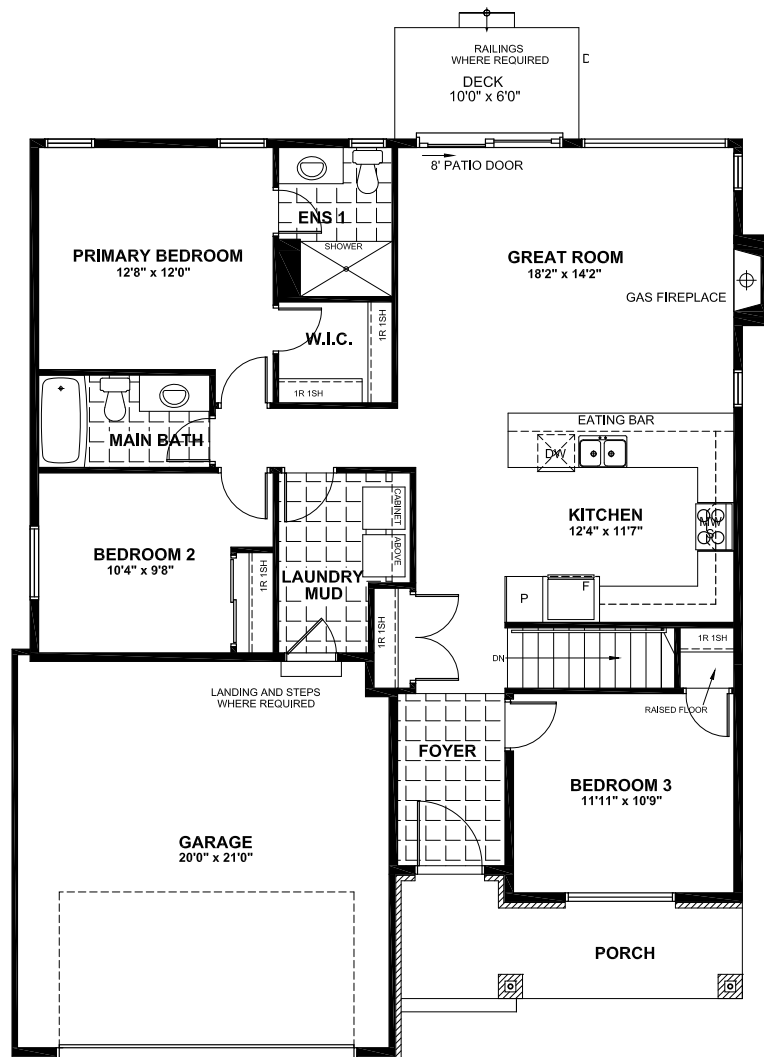 RAILINGS
WHERE REQUIRED
DECK
10'0" x 6'0"
8' PATIO DOOR
ENS 1
SHOWER
PRIMARY BEDROOM
12'8" x 12'0"
GREAT ROOM
18'2" x 14'2"
GAS FIREPLACE
W.I.C.
1R 1SH
1R 1SH
EATING BAR
DW
MAIN BATH
KITCHEN
12'4" x 11'7"
MW
CABINET
ABOVE
BEDROOM 2
10'4" x 9'8"
1R 1SH
LAUNDRY
MUD
P
F
1R 1SH
1R 1SH
DN
RAISED FLOOR
LANDING AND STEPS
WHERE REQUIRED
FOYER
BEDROOM 3
11'11" x 10'9"
GARAGE
20'0" x 21'0"
PORCH